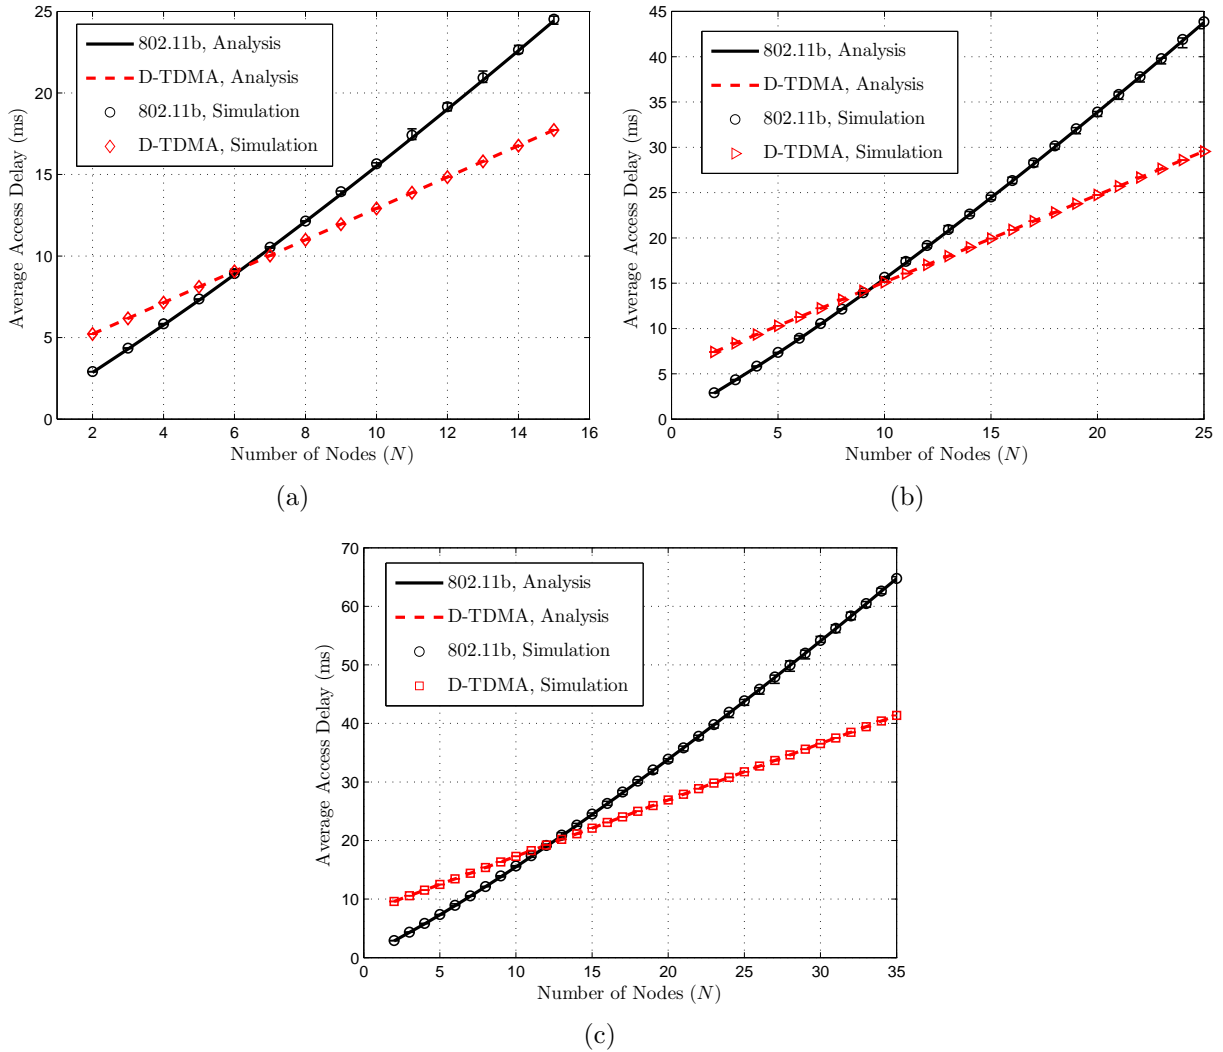 25
20
15
10
5
0
Average Access Delay (ms)
802.11b, Analysis
D-TDMA, Analysis
802.11b, Simulation
D-TDMA, Simulation
2 4 6 8 10 12 14 16
Number of Nodes (N)
(a)
45
40
35
30
25
20
15
10
5
0
Average Access Delay (ms)
802.11b, Analysis
D-TDMA, Analysis
802.11b, Simulation
D-TDMA, Simulation
0 5 10 15 20 25
Number of Nodes (N)
(b)
70
60
50
40
30
20
10
0
Average Access Delay (ms)
802.11b, Analysis
D-TDMA, Analysis
802.11b, Simulation
D-TDMA, Simulation
0 5 10 15 20 25 30 35
Number of Nodes (N)
(c)